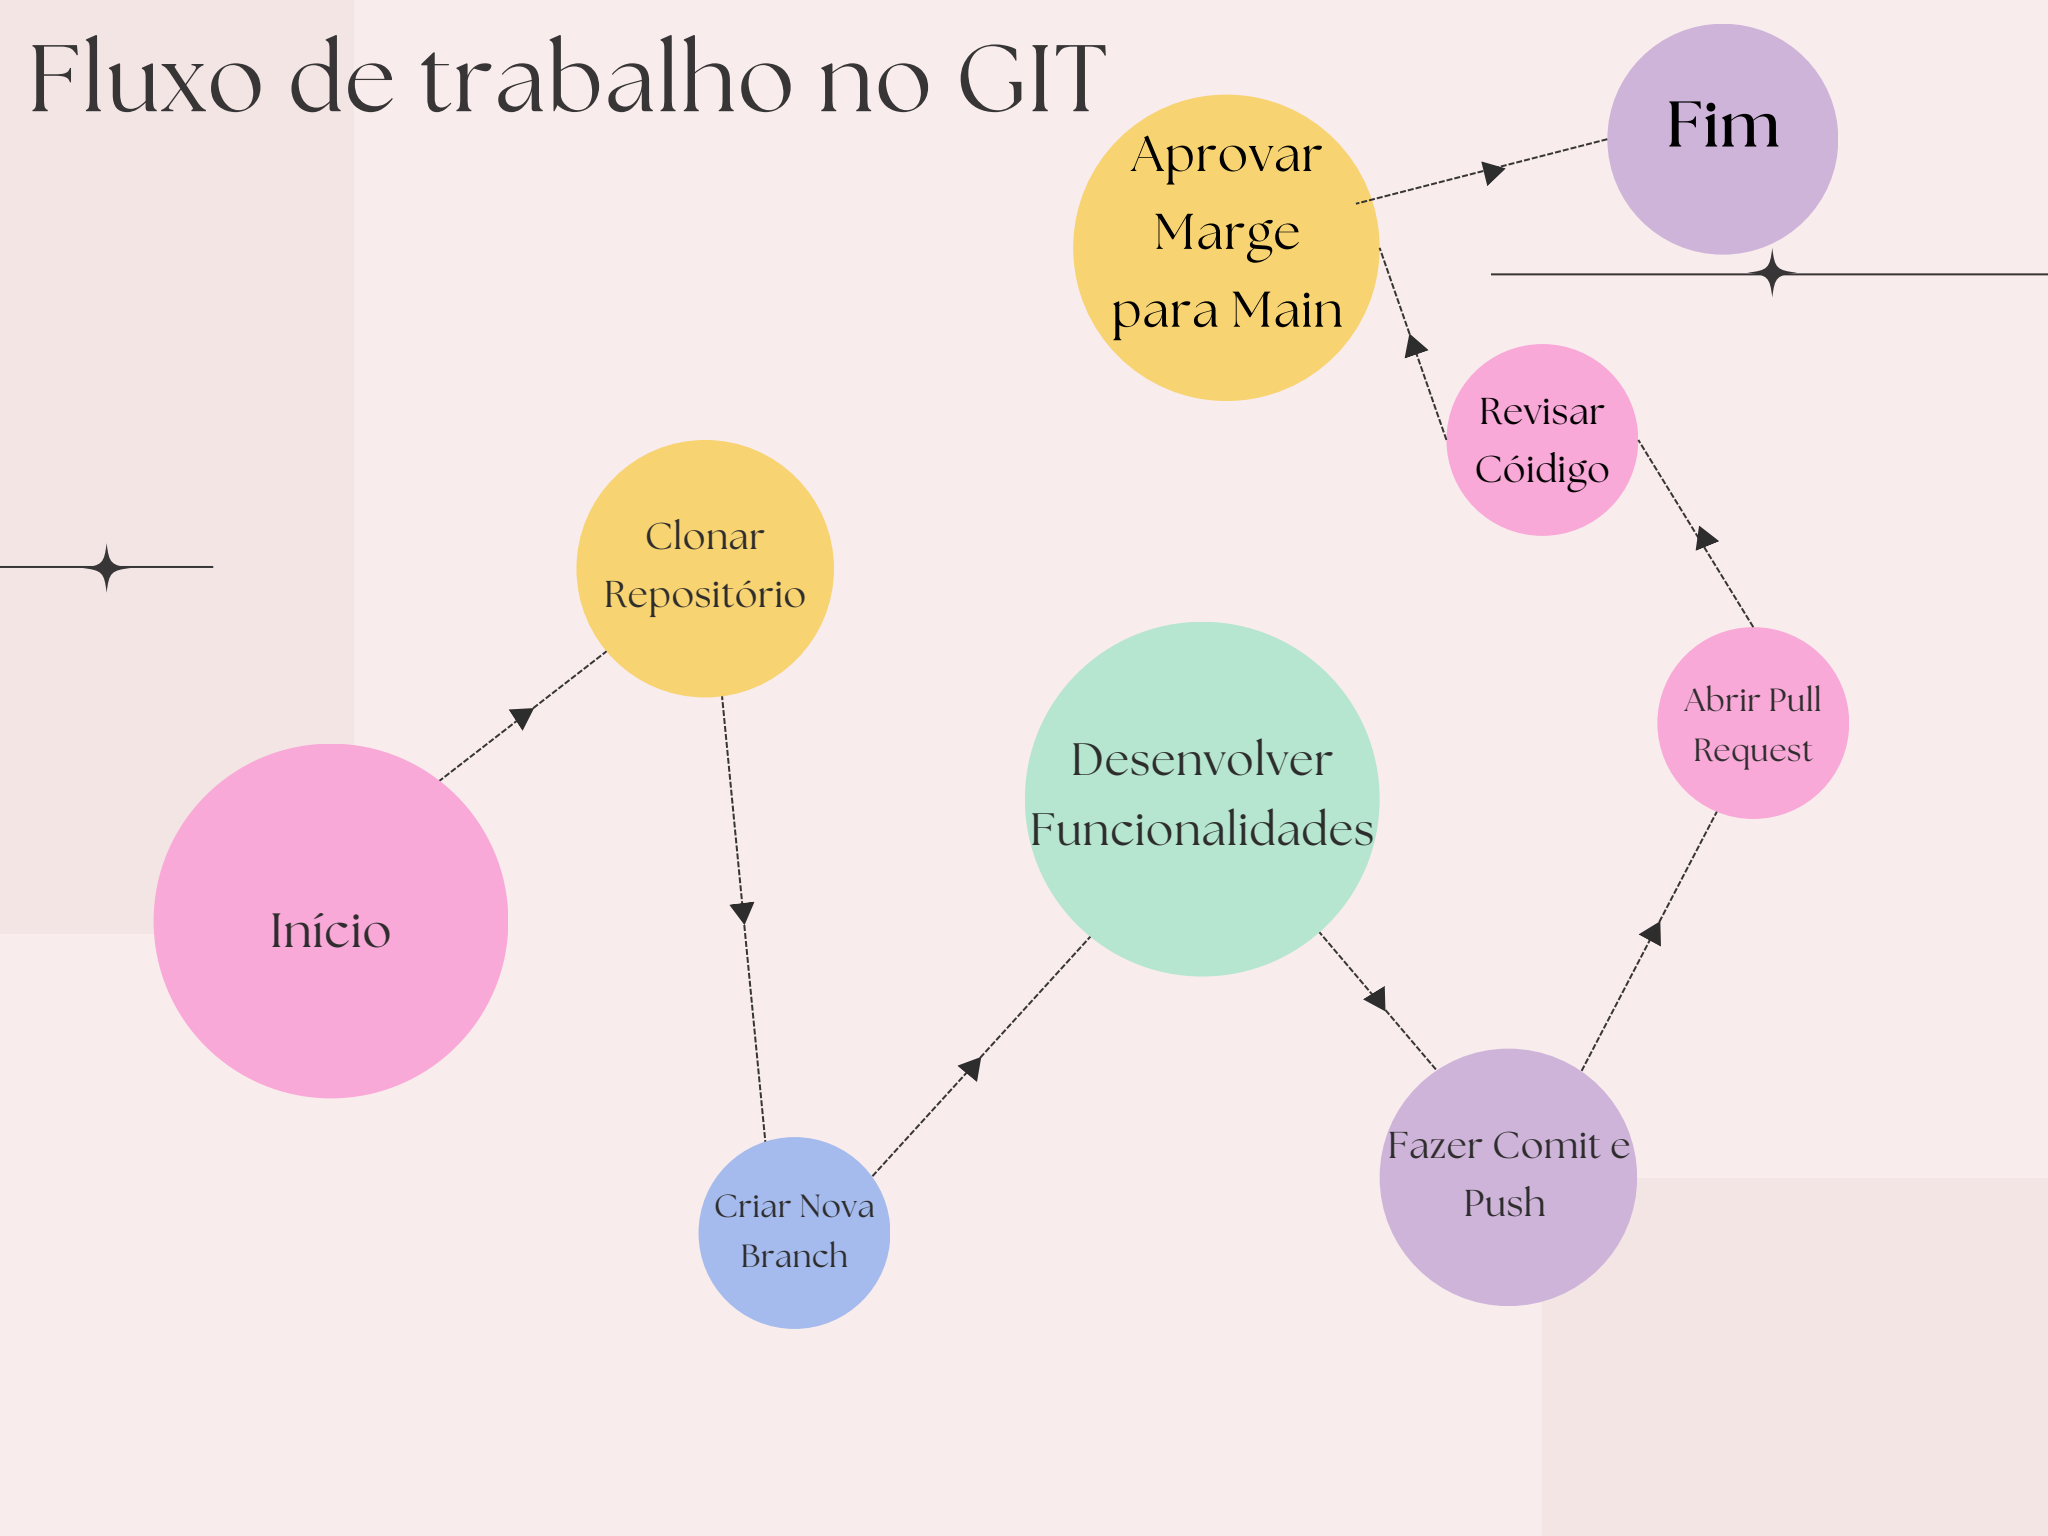 Fluxo de trabalho no GIT
Início
Clonar
Repositório
Criar Nova
Branch
Desenvolver
Funcionalidades
Fazer Comit e
Push
Abrir Pull
Request
Revisar
Cóidigo
Aprovar
Marge
para Main
Fim